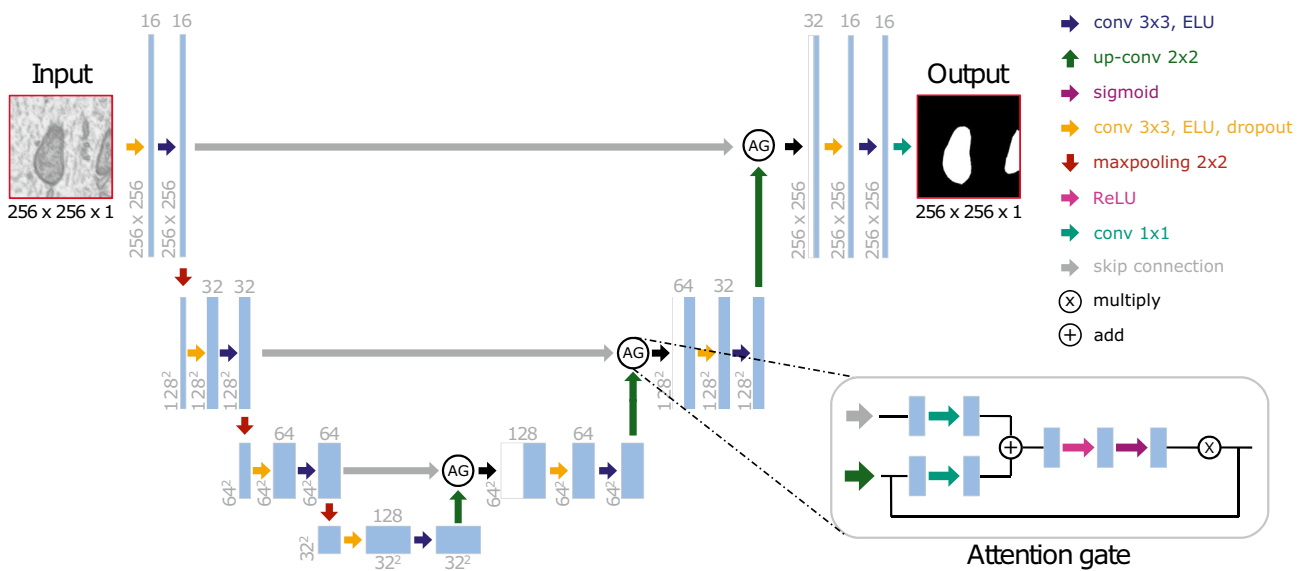 Input
256 x 256 x 1
16
16
256 x 256
256 x 256
32
32
128²
128²
128²
64
64
64²
64²
64²
128
32²
32²
32²
AG
128
64
64²
64²
64²
AG
64
32
128²
128²
128²
AG
32
16
16
256 x 256
256 x 256
256 x 256
Output
256 x 256 x 1
conv 3x3, ELU
up-conv 2x2
sigmoid
conv 3x3, ELU, dropout
maxpooling 2x2
ReLU
conv 1x1
skip connection
x multiply
+ add
+
x
Attention gate